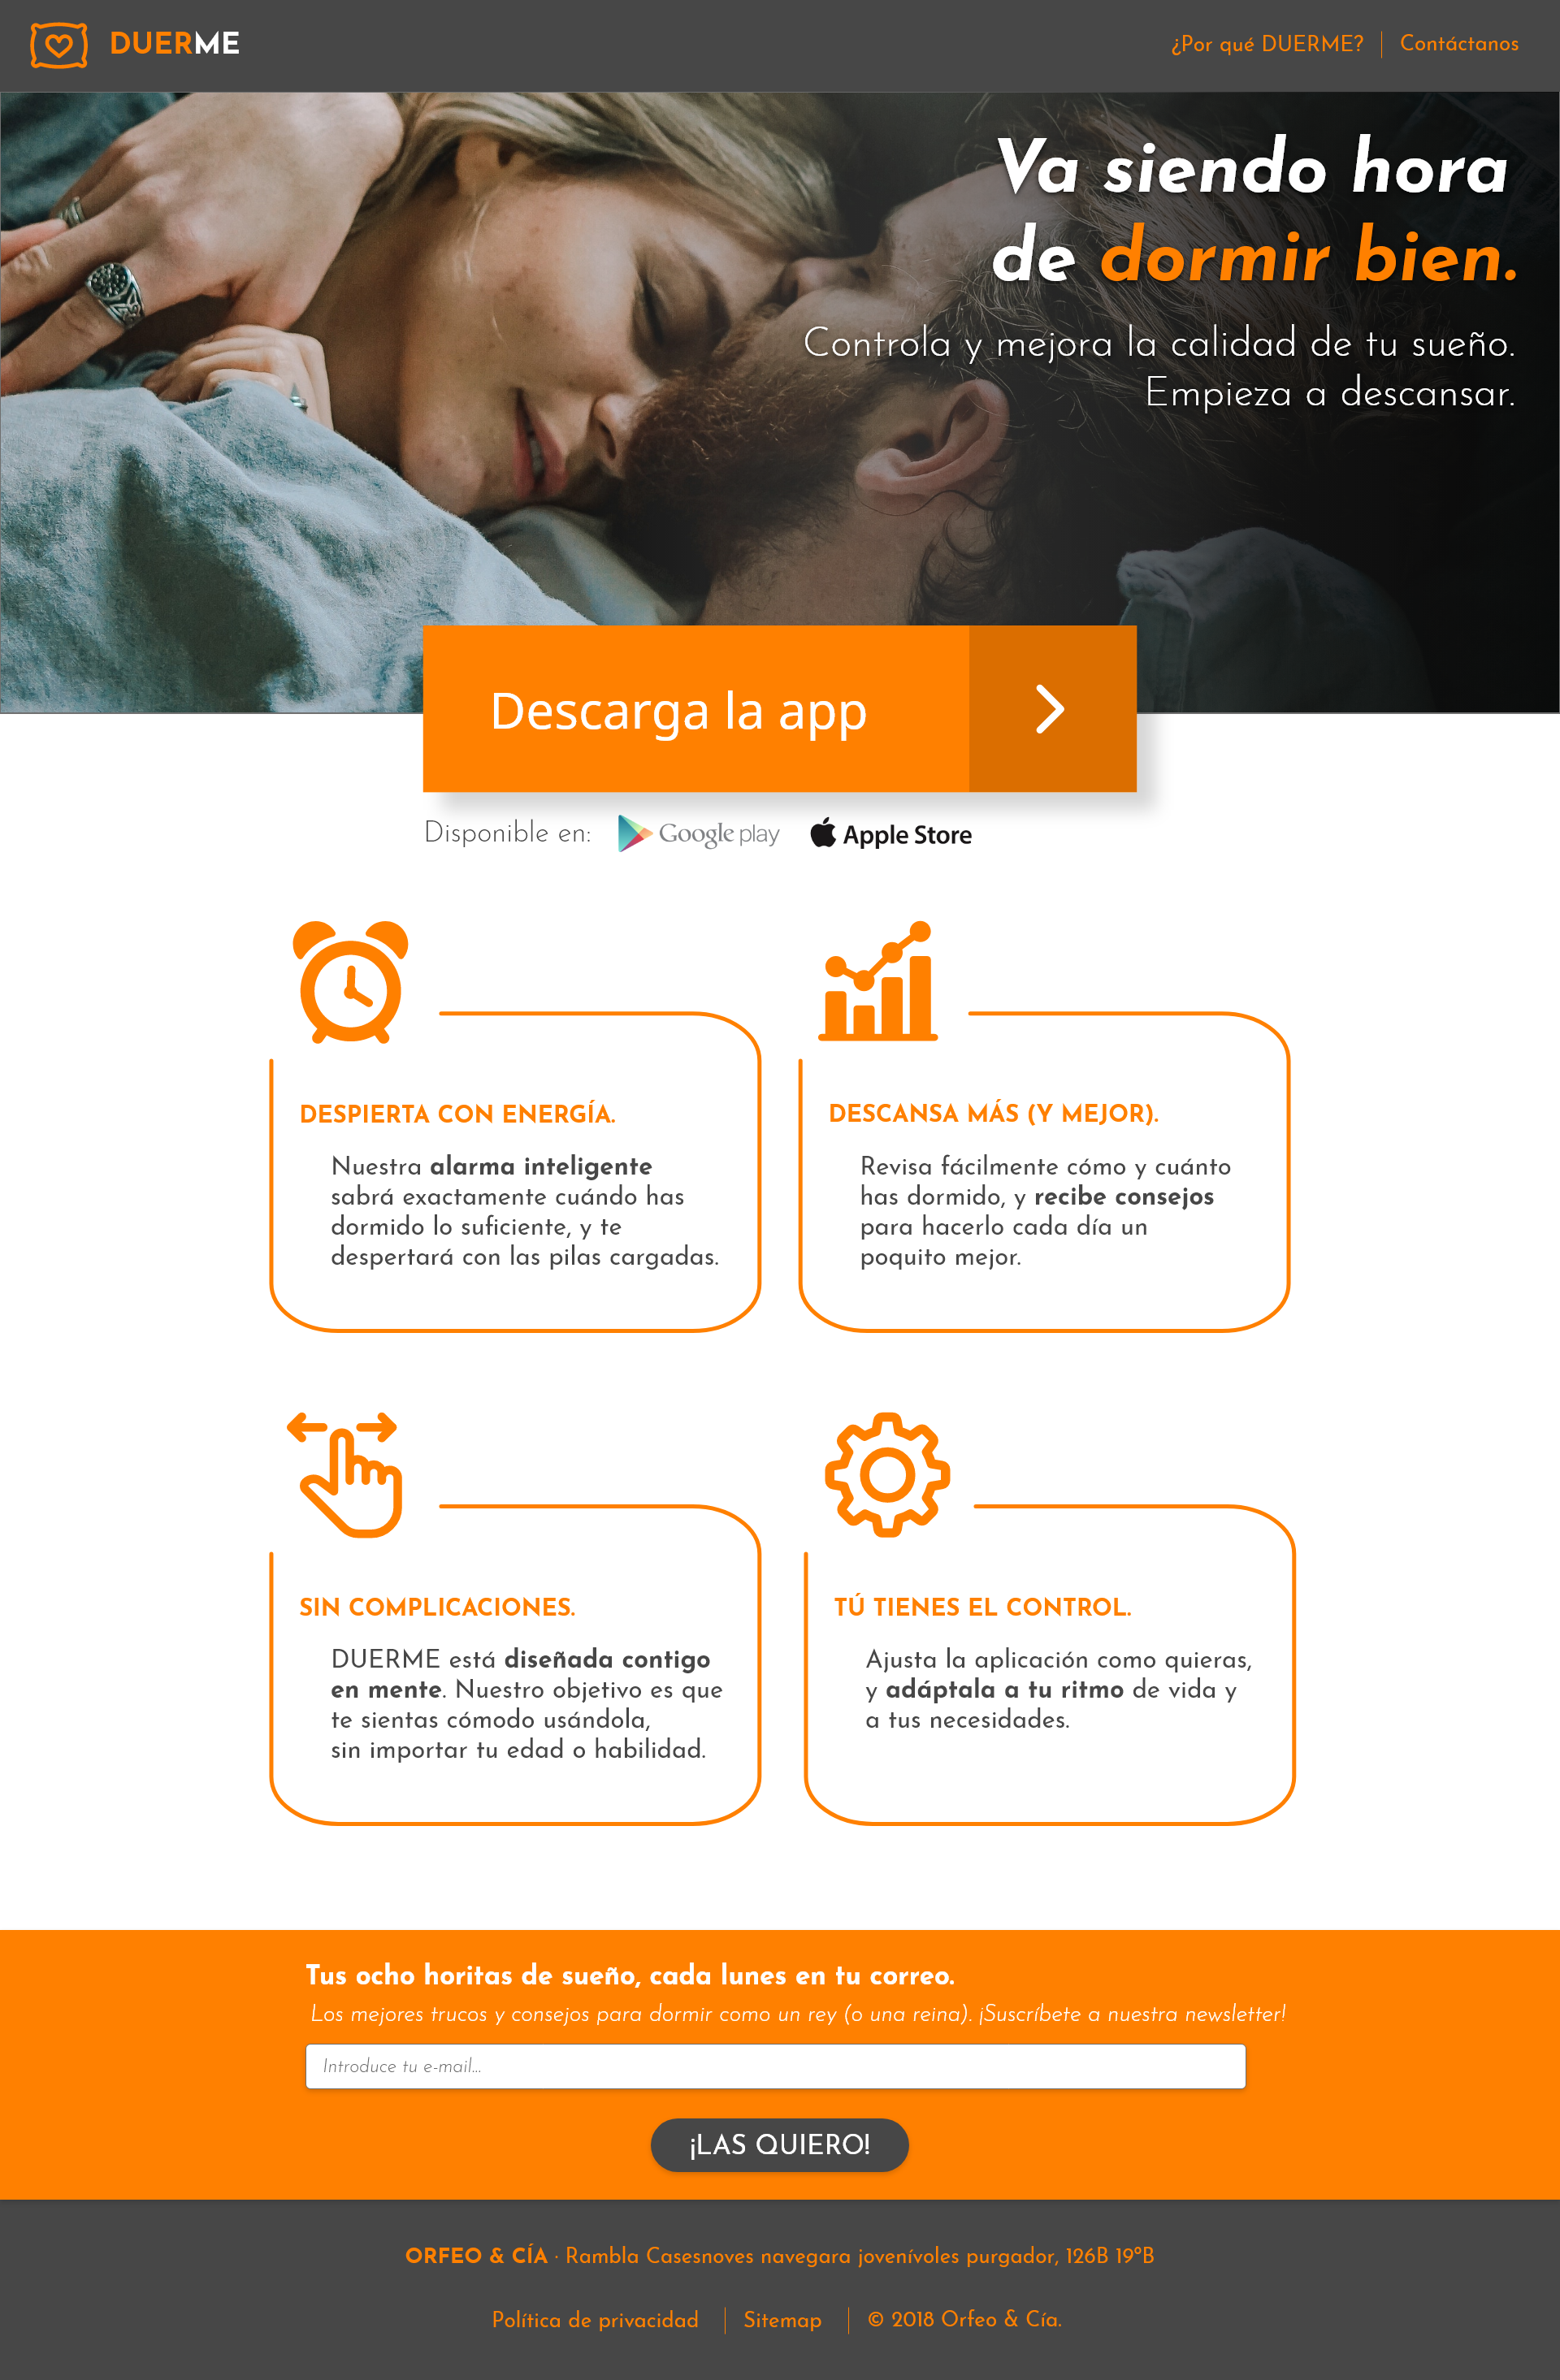 DUERME
¿Por qué DUERME?
Contáctanos
Va siendo hora
de dormir bien.
Controla y mejora la calidad de tu sueño.
Empieza a descansar.
Descarga la app
Disponible en:
Google play
Apple Store
DESPIERTA CON ENERGÍA.
Nuestra alarma inteligente
sabrá exactamente cuándo has
dormido lo suficiente, y te
despertará con las pilas cargadas.
DESCANSA MÁS (Y MEJOR).
Revisa fácilmente cómo y cuánto
has dormido, y recibe consejos
para hacerlo cada día un
poquito mejor.
SIN COMPLICACIONES.
DUERME está diseñada contigo
en mente. Nuestro objetivo es que
te sientas cómodo usándola,
sin importar tu edad o habilidad.
TÚ TIENES EL CONTROL.
Ajusta la aplicación como quieras,
y adáptala a tu ritmo de vida y
a tus necesidades.
Tus ocho horitas de sueño, cada lunes en tu correo.
Los mejores trucos y consejos para dormir como un rey (o una reina). ¡Suscríbete a nuestra newsletter!
Introduce tu e-mail...
¡LAS QUIERO!
ORFEO & CÍA · Rambla Casesnoves navegara jovenívoles purgador, 126B 19ºB
Política de privacidad
Sitemap
© 2018 Orfeo & Cía.